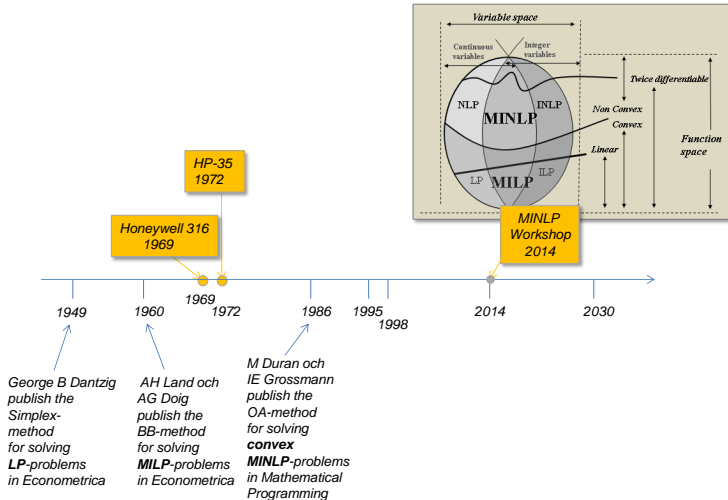 Variable space
Continuous
variables
Integer
variables
Twice differentiable
NLP
INLP
MINLP
Non Convex
Convex
Function
space
Linear
LP
MILP
ILP
HP-35
1972
Honeywell 316
1969
MINLP
Workshop
2014
1949
1960
1969
1972
1986
1995
1998
2014
2030
George B Dantzig
publish the
Simplex-
method
for solving
LP-problems
in Econometrica
AH Land och
AG Doig
publish the
BB-method
for solving
MILP-problems
in Econometrica
M Duran och
IE Grossmann
publish the
OA-method
for solving
convex
MINLP-problems
in Mathematical
Programming